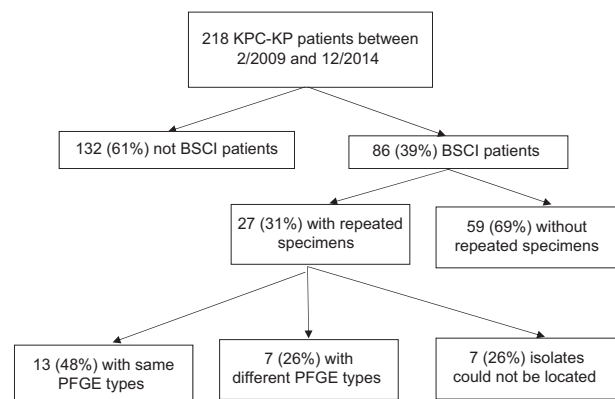 218 KPC-KP patients between
2/2009 and 12/2014
132 (61%) not BSCI patients
86 (39%) BSCI patients
27 (31%) with repeated
specimens
59 (69%) without
repeated specimens
13 (48%) with same
PFGE types
7 (26%) with
different PFGE types
7 (26%) isolates
could not be located